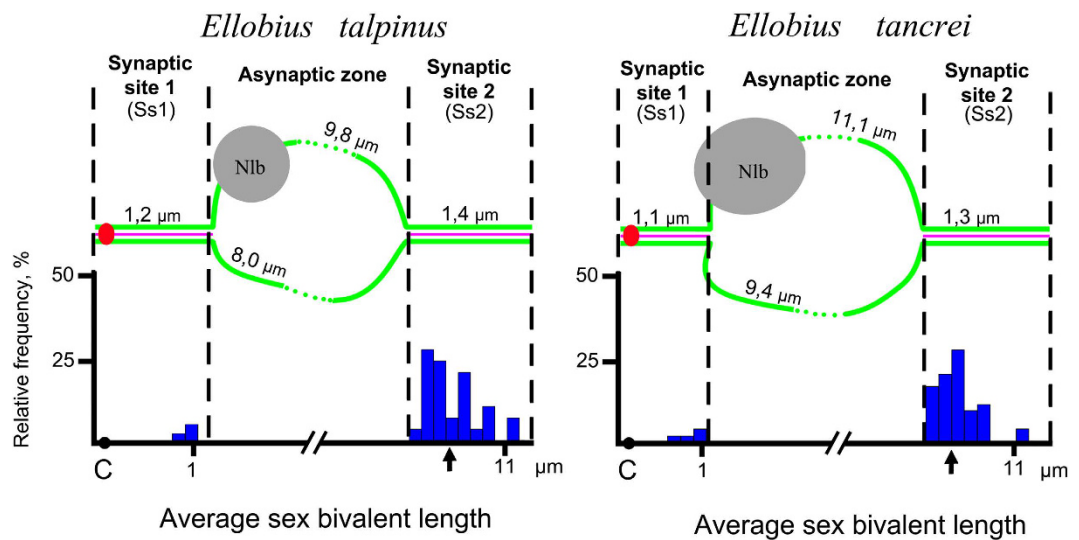 Ellobius talpinus
Synaptic
site 1
(Ss1)
Asynaptic zone
Synaptic
site 2
(Ss2)
Nlb
9,8 µm
1,2 µm
1,4 µm
8,0 µm
Relative frequency, %
50
25
C
1
11
µm
Average sex bivalent length
Ellobius tancrei
Synaptic
site 1
(Ss1)
Asynaptic zone
Synaptic
site 2
(Ss2)
Nlb
11,1 µm
1,1 µm
1,3 µm
9,4 µm
C
1
11
µm
Average sex bivalent length